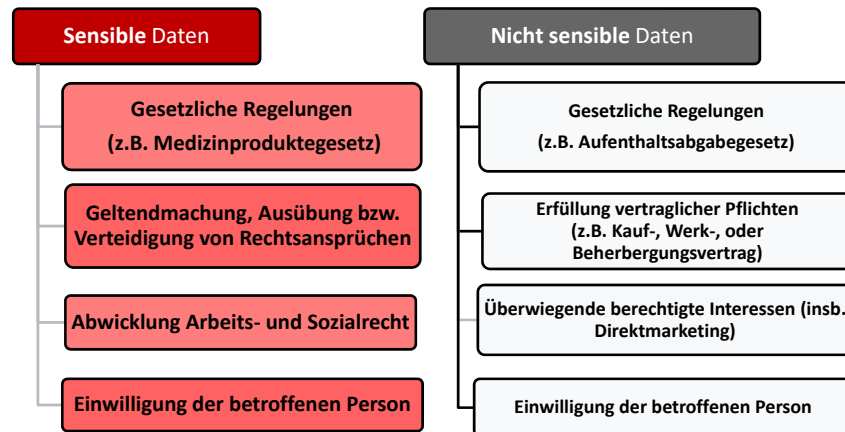 Sensible Daten
Gesetzliche Regelungen
(z.B. Medizinproduktegesetz)
Geltendmachung, Ausübung bzw.
Verteidigung von Rechtsansprüchen
Abwicklung Arbeits- und Sozialrecht
Einwilligung der betroffenen Person
Nicht sensible Daten
Gesetzliche Regelungen
(z.B. Aufenthaltsabgabegesetz)
Erfüllung vertraglicher Pflichten
(z.B. Kauf-, Werk-, oder
Beherbergungsvertrag)
Überwiegende berechtigte Interessen (insb.
Direktmarketing)
Einwilligung der betroffenen Person